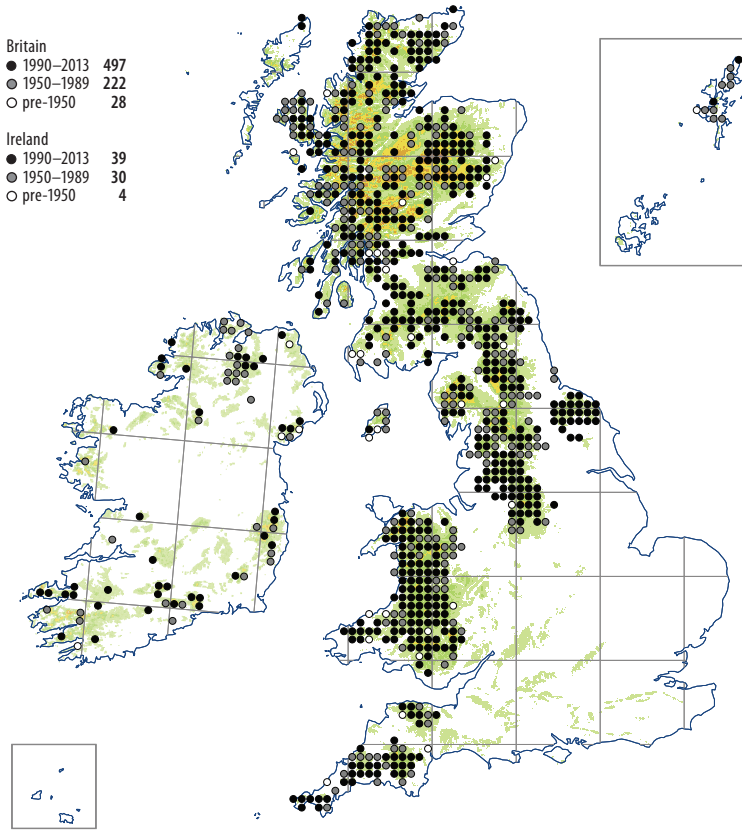 Britain
1990–2013 497
1950–1989 222
pre-1950 28
Ireland
1990–2013 39
1950–1989 30
pre-1950 4